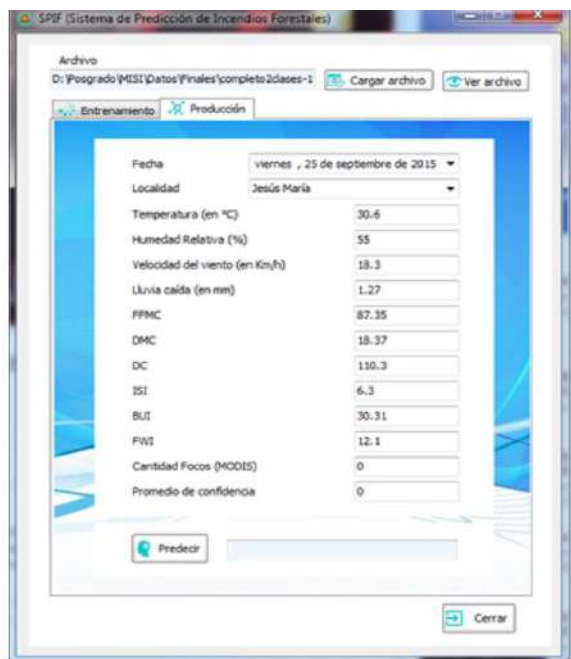 SPIF (Sistema de Predicción de Incendios Forestales)
Archivo
D:\Posgrado\MISI\Datos\Finales\completo2clases-1 Cargar archivo Ver archivo
Entrenamiento Producción
Fecha viernes , 25 de septiembre de 2015
Localidad Jesús María
Temperatura (en °C) 30.6
Humedad Relativa (%) 55
Velocidad del viento (en Km/h) 18.3
Lluvia caída (en mm) 1.27
FFMC 87.35
DMC 18.37
DC 110.3
ISI 6.3
BUI 30.31
FWI 12.1
Cantidad Focos (MODIS) 0
Promedio de confidencia 0
Predecir
Cerrar